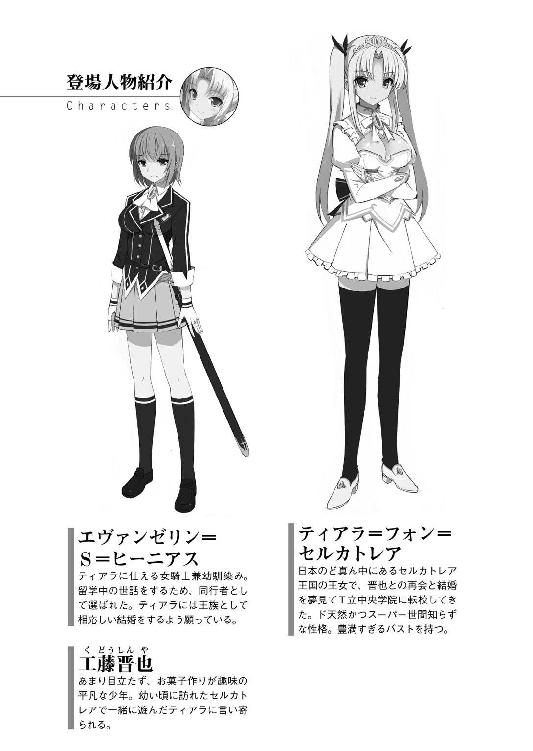 登場人物紹介
Characters
エヴァンゼリン＝
Ｓ＝ヒーニアス
ティアラに仕える女騎士兼幼馴染み。
留学中の世話をするため、同行者とし
て選ばれた。ティアラには王族として
相応しい結婚をするよう願っている。
ティアラ＝フォン＝
セルカトレア
日本のど真ん中にあるセルカトレア
王国の王女で、晋也との再会と結婚
を夢見て工立中央学院に転校してき
た。ド天然かつスーパー世間知らず
な性格。豊満すぎるバストを持つ。
くどうしんや
工藤晋也
あまり目立たず、お菓子作りが趣味の
平凡な少年。幼い頃に訪れたセルカト
レアで一緒に遊んだティアラに言い寄
られる。